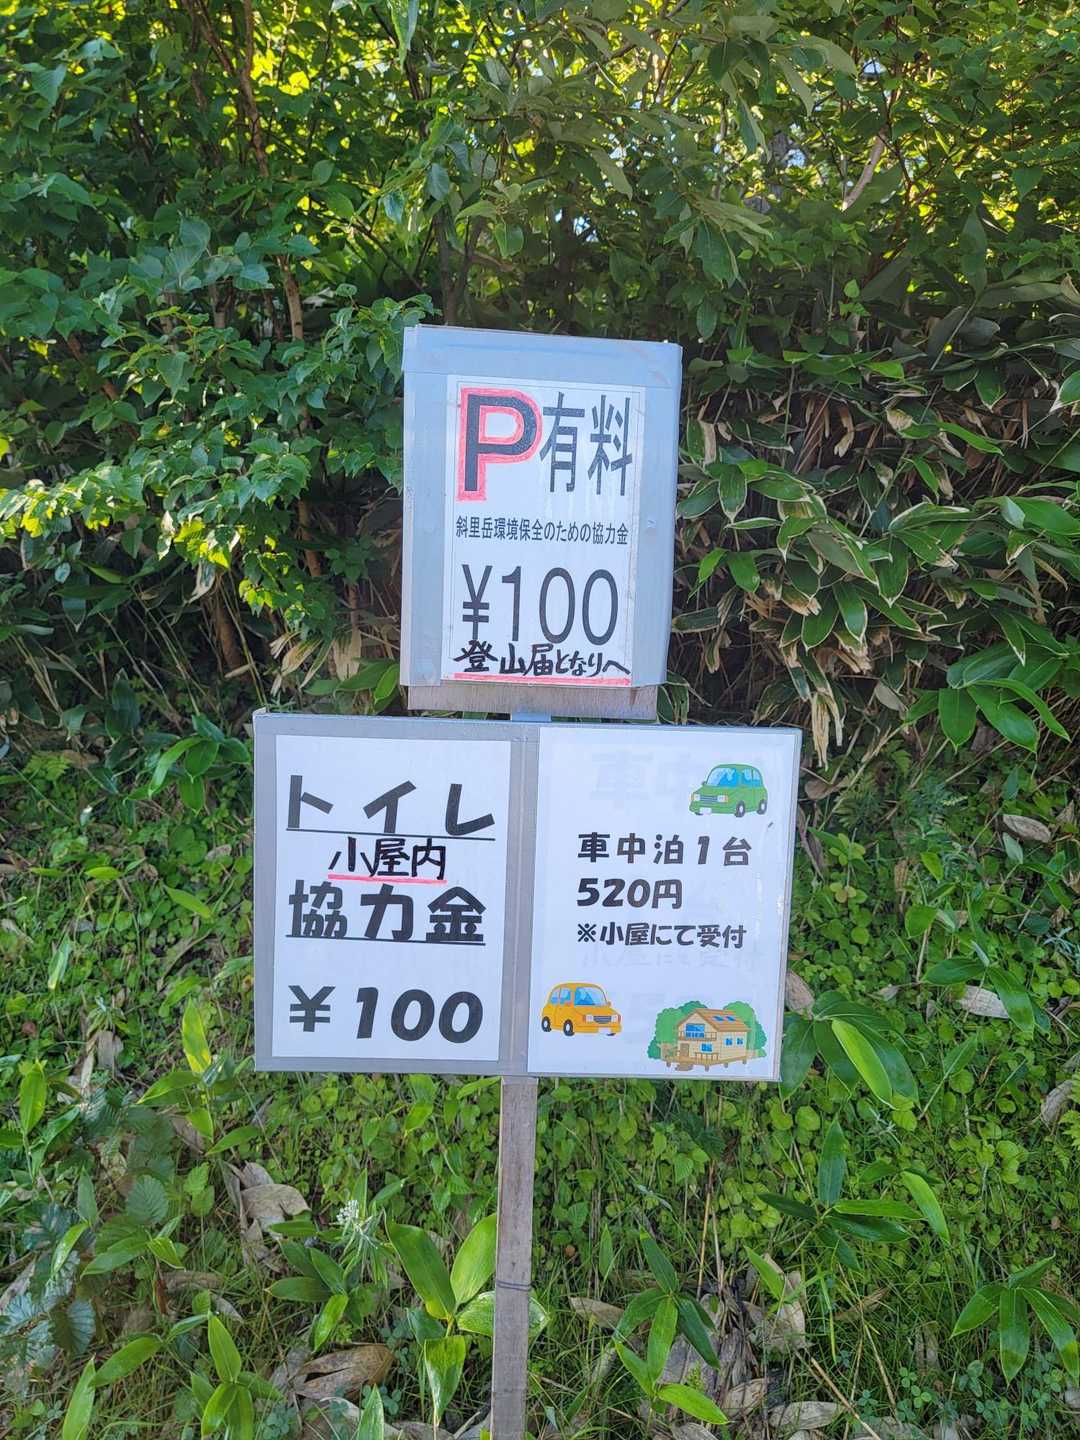 P有料
斜里岳環境保全のための協力金
¥100
登山届となりへ
トイレ
小屋内
協力金
¥100
車中泊1台
520円
※小屋にて受付